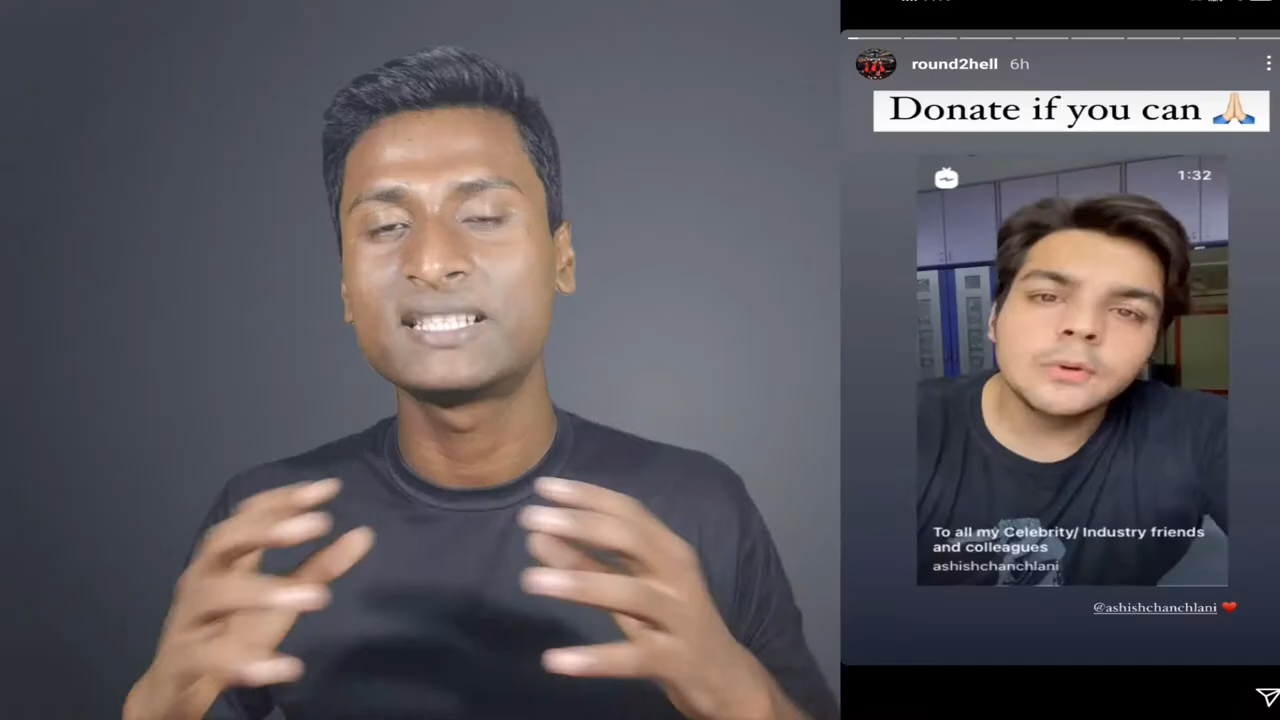 round2hell 6h
Donate if you can 🙏🏻
1:32
To all my Celebrity/ Industry friends
and colleagues
ashishchanchlani
@ashishchanchlani ❤️